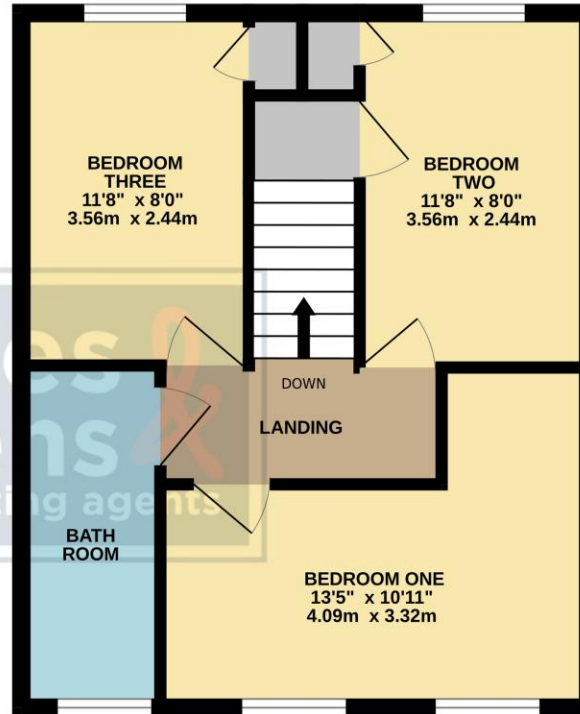 BEDROOM
THREE
11'8" x 8'0"
3.56m x 2.44m
BEDROOM
TWO
11'8" x 8'0"
3.56m x 2.44m
DOWN
LANDING
BATH
ROOM
BEDROOM ONE
13'5" x 10'11"
4.09m x 3.32m
&
agents